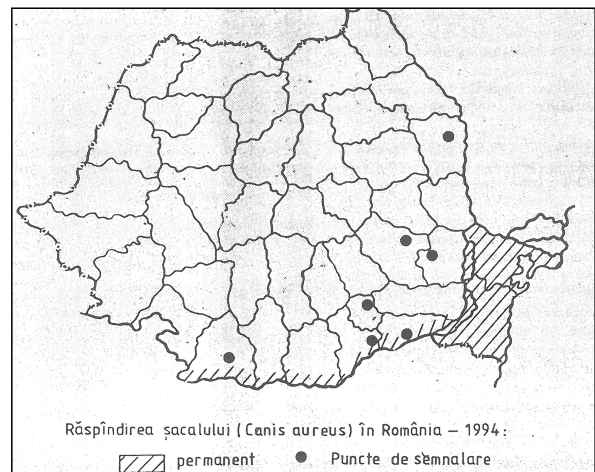 Răspîndirea șacalului (Canis aureus) în România – 1994:
permanent ● Puncte de semnalare